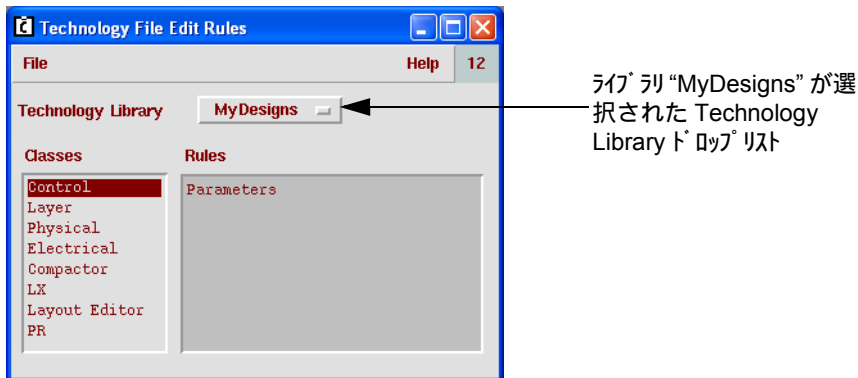 Technology File Edit Rules
File
Help
12
Technology Library
MyDesigns
ﾗｲﾌﾞﾗﾘ “MyDesigns” が選
択された Technology
Library ﾄﾞﾛｯﾌﾟﾘｽﾄ
Classes
Rules
Control
Layer
Physical
Electrical
Compactor
LX
Layout Editor
PR
Parameters